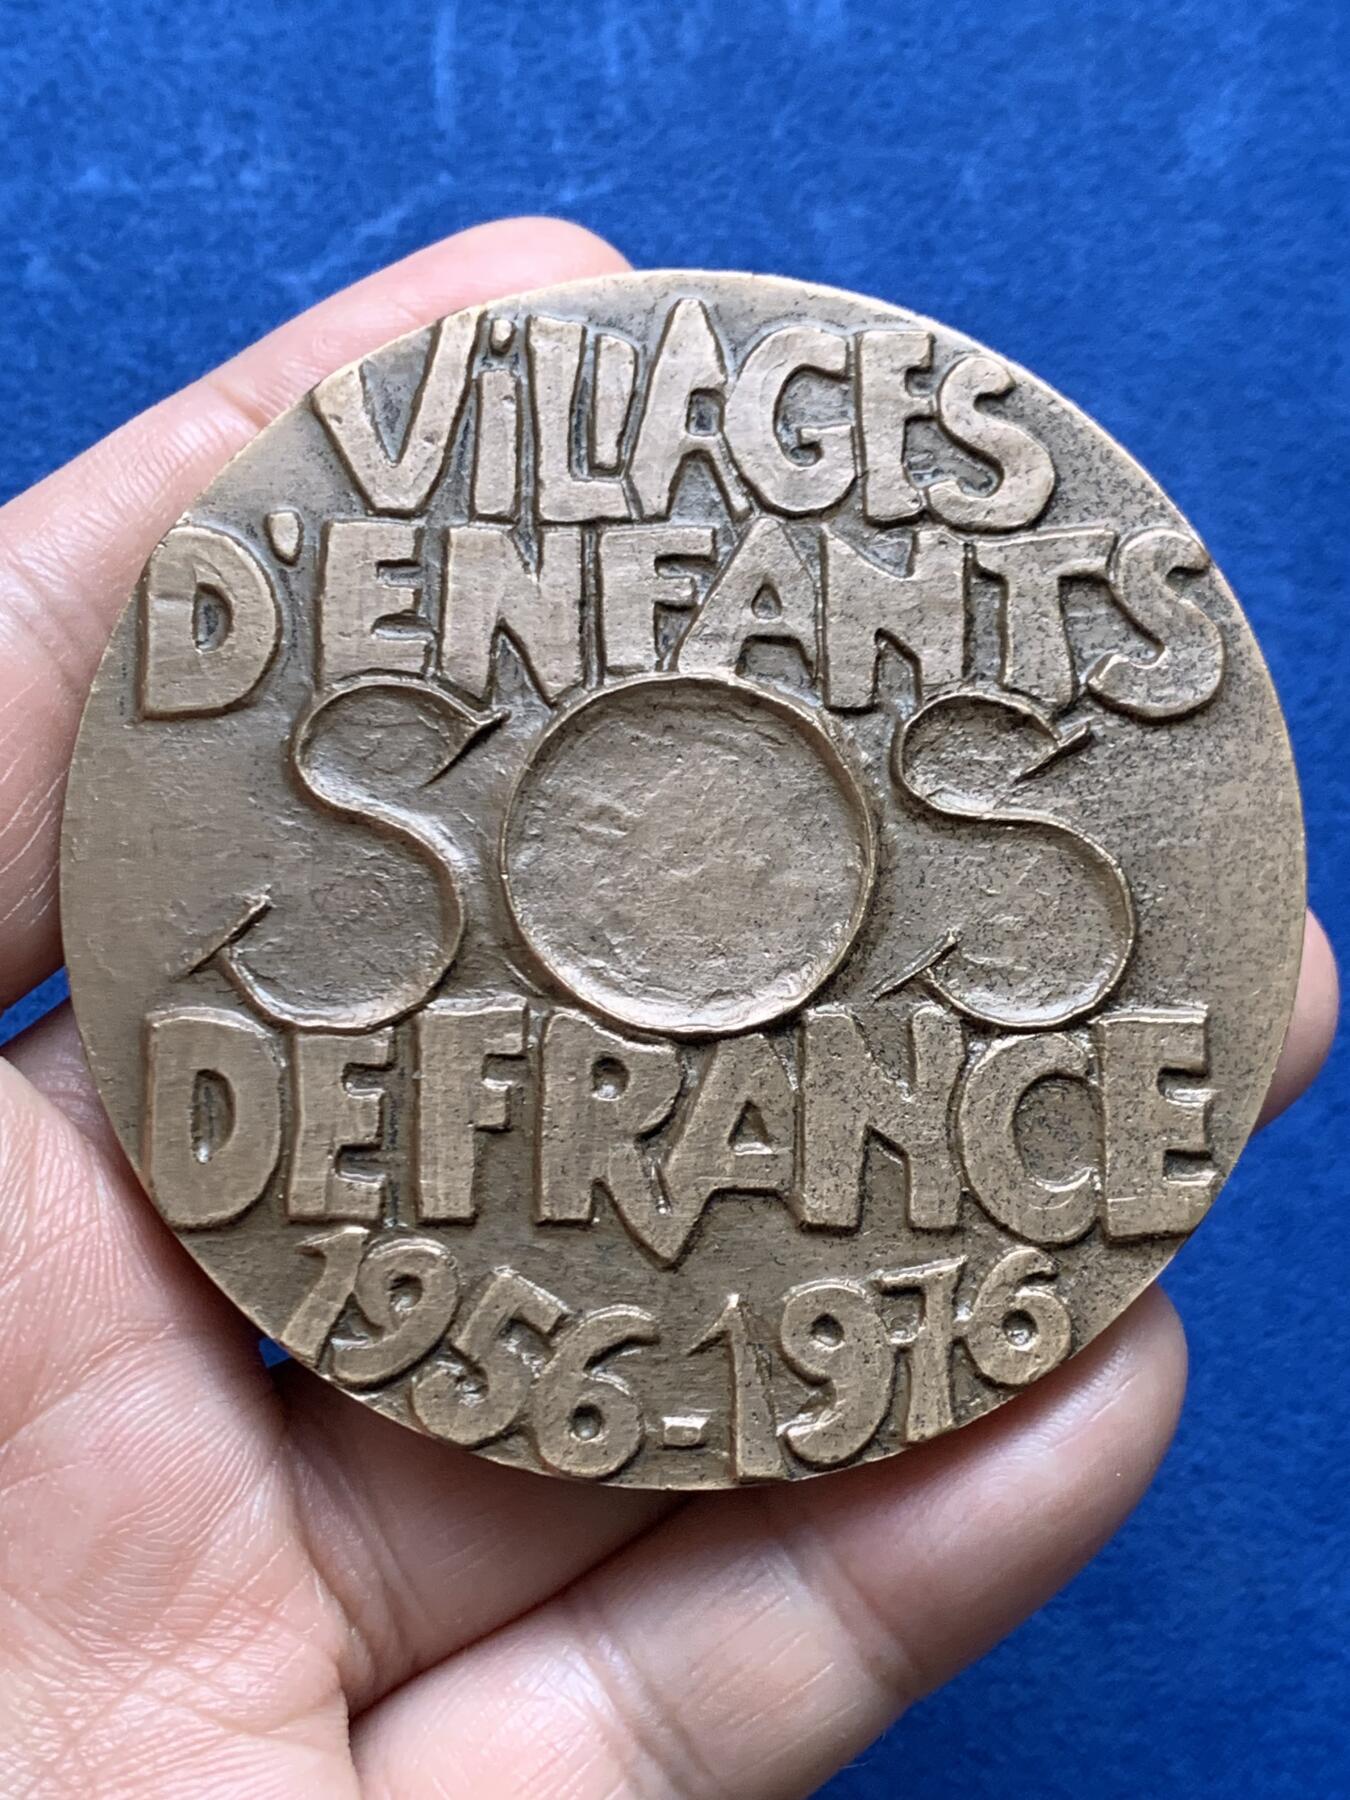 ViLLAGES
D'ENFANTS
SOS
DE FRANCE
1956-1976